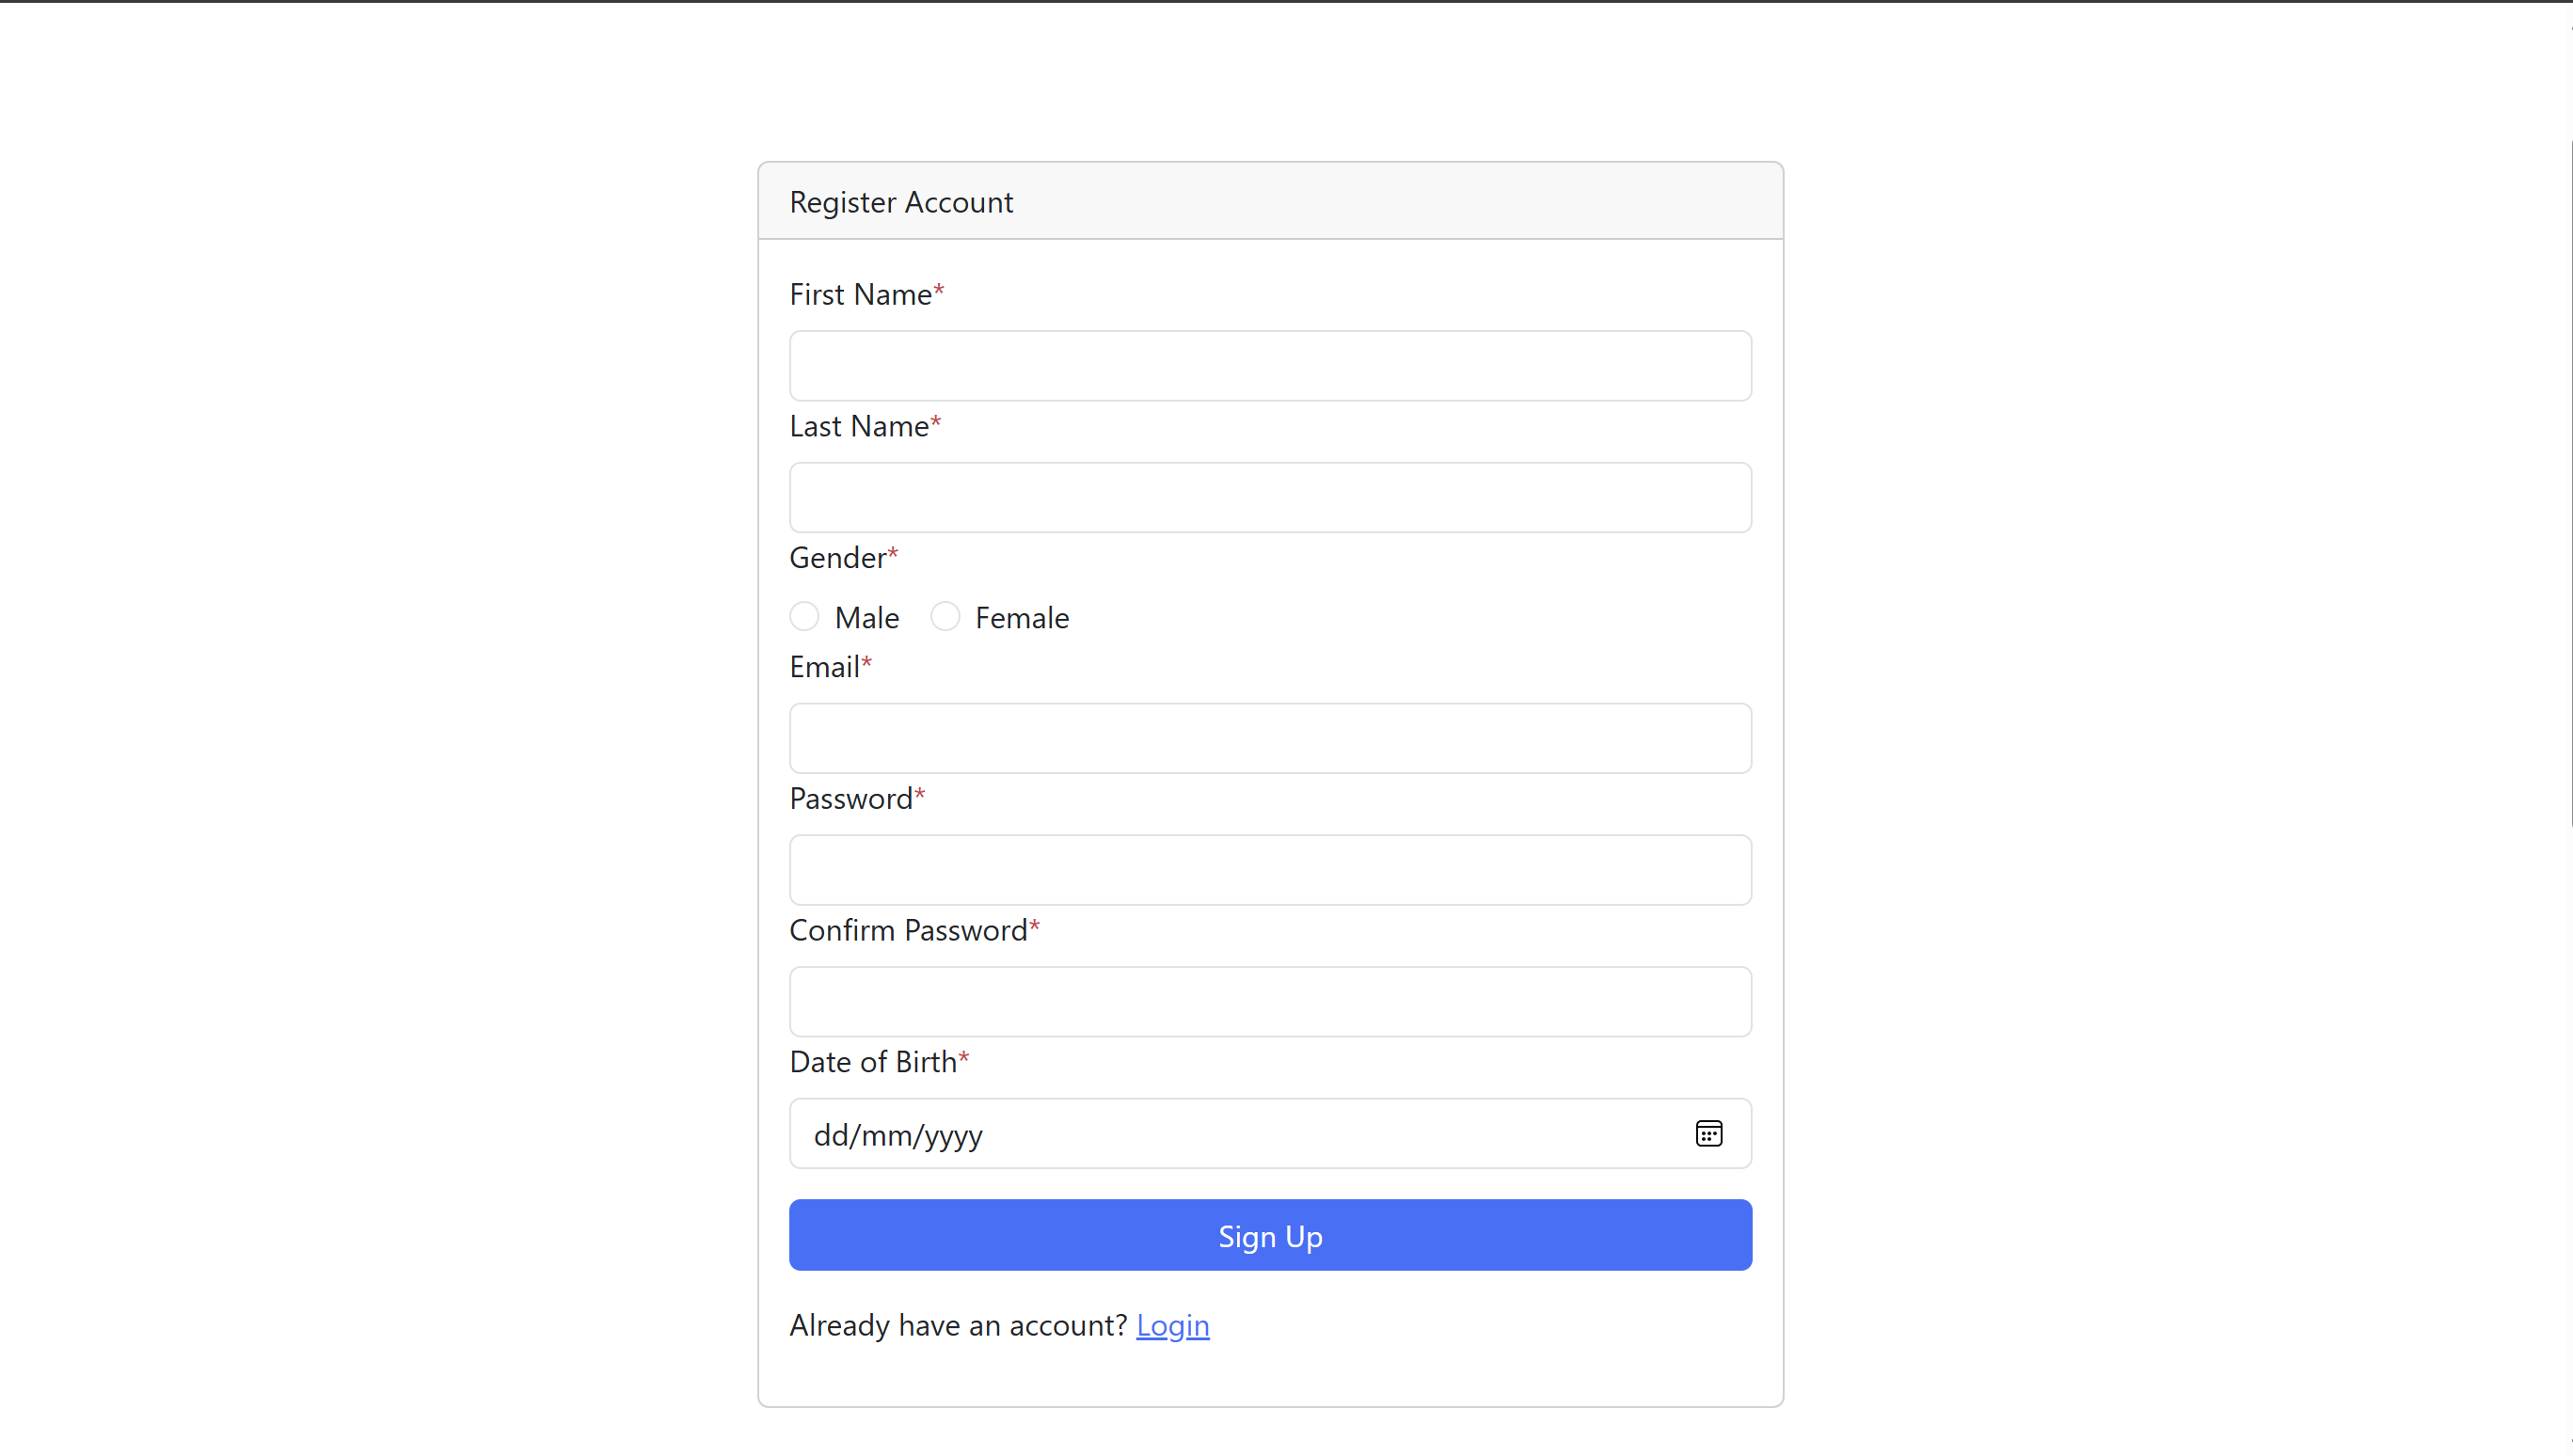 Register Account
First Name*
Last Name*
Gender*
Male Female
Email*
Password*
Confirm Password*
Date of Birth*
dd/mm/yyyy
Sign Up
Already have an account? Login